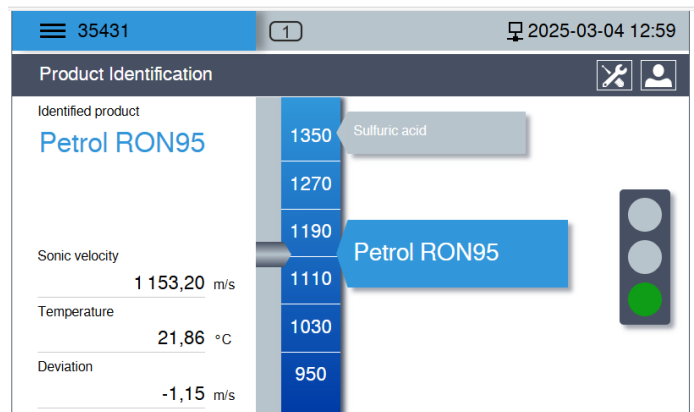 35431
1
2025-03-04 12:59
Product Identification
Identified product
Petrol RON95
Sonic velocity
1 153,20 m/s
Temperature
21,86 °C
Deviation
-1,15 m/s
1350
1270
1190
1110
1030
950
Sulfuric acid
Petrol RON95